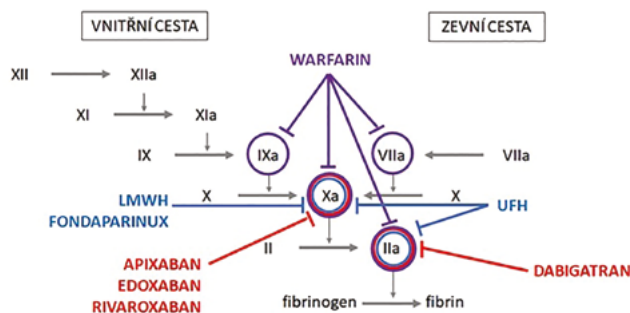 VNITŘNÍ CESTA
ZEVNÍ CESTA
WARFARIN
XII
XIIa
XI
XIa
IX
IXa
VIIa
VIIa
X
Xa
X
LMWH
FONDAPARINUX
UFH
II
IIa
APIXABAN
EDOXABAN
RIVAROXABAN
DABIGATRAN
fibrinogen
fibrin